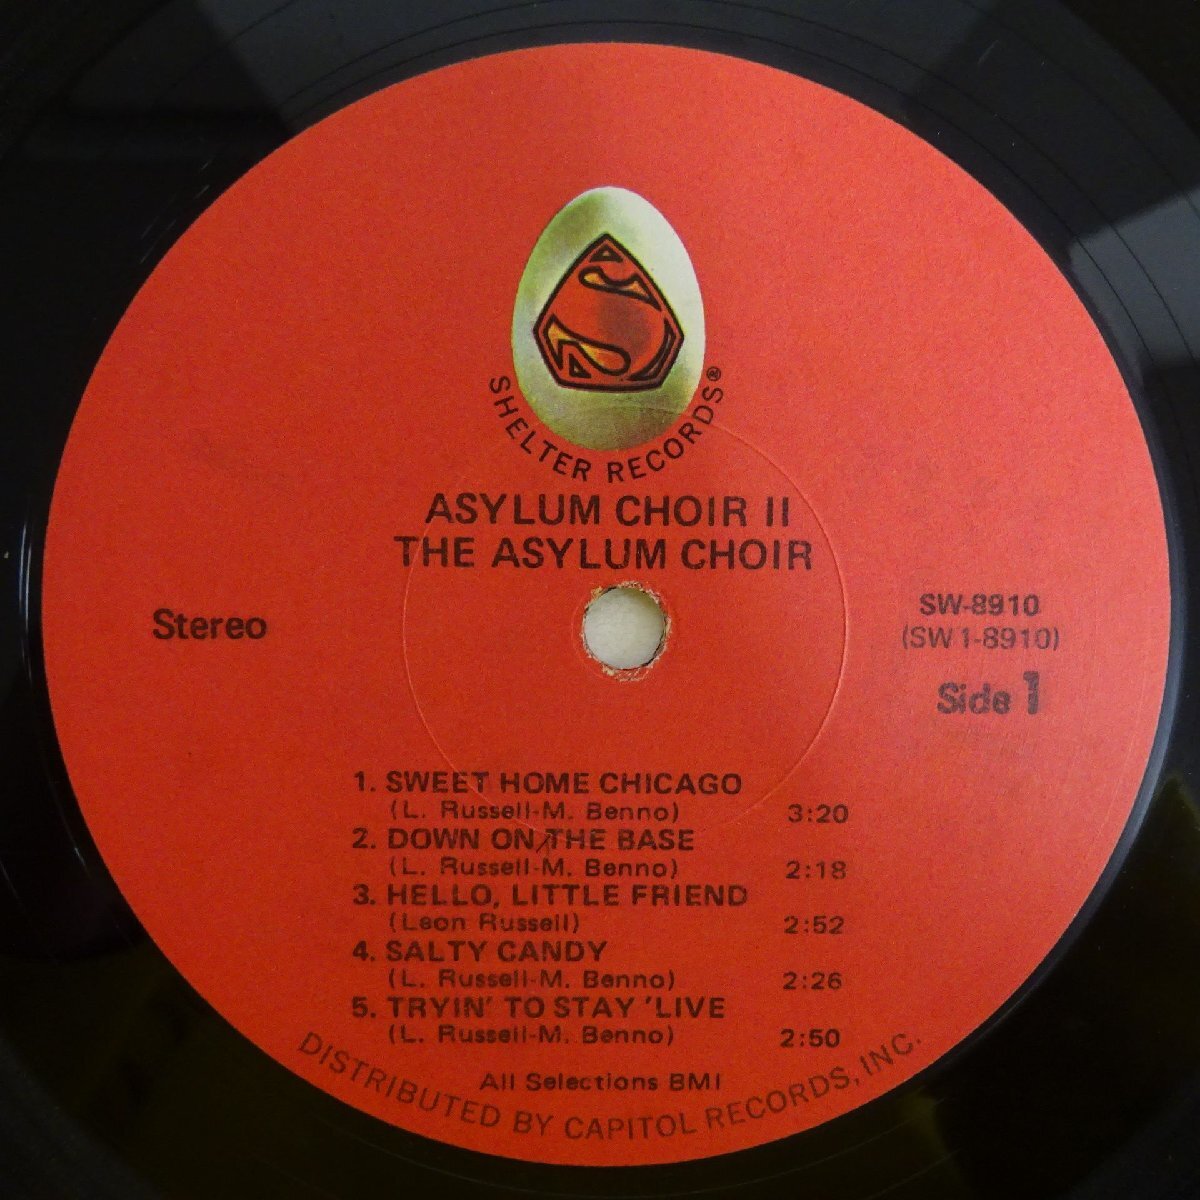 SHELTER RECORDS®
ASYLUM CHOIR II
THE ASYLUM CHOIR
Stereo
SW-8910
(SW 1-8910)
Side 1
1. SWEET HOME CHICAGO
(L. Russell-M. Benno) 3:20
2. DOWN ON THE BASE
(L. Russell-M. Benno) 2:18
3. HELLO, LITTLE FRIEND
(Leon Russell) 2:52
4. SALTY CANDY
(L. Russell-M. Benno) 2:26
5. TRYIN' TO STAY 'LIVE
(L. Russell-M. Benno) 2:50
All Selections BMI
DISTRIBUTED BY CAPITOL RECORDS, INC.